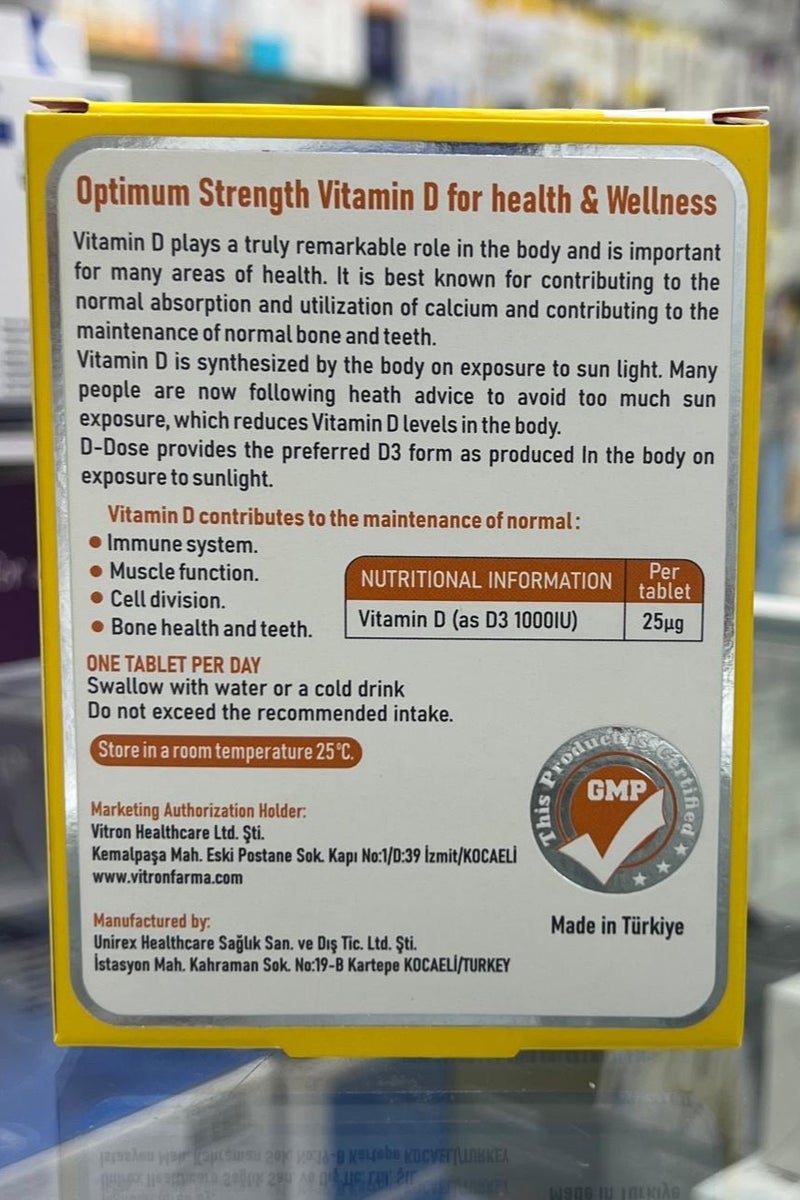 Optimum Strength Vitamin D for health & Wellness
Vitamin D plays a truly remarkable role in the body and is important
for many areas of health. It is best known for contributing to the
normal absorption and utilization of calcium and contributing to the
maintenance of normal bone and teeth.
Vitamin D is synthesized by the body on exposure to sun light. Many
people are now following heath advice to avoid too much sun
exposure, which reduces Vitamin D levels in the body.
D-Dose provides the preferred D3 form as produced In the body on
exposure to sunlight.
Vitamin D contributes to the maintenance of normal:
• Immune system.
• Muscle function.
• Cell division.
• Bone health and teeth.
NUTRITIONAL INFORMATION Per tablet
Vitamin D (as D3 1000IU) 25µg
ONE TABLET PER DAY
Swallow with water or a cold drink
Do not exceed the recommended intake.
Store in a room temperature 25°C.
This Product is Certified
GMP
Marketing Authorization Holder:
Vitron Healthcare Ltd. Şti.
Kemalpaşa Mah. Eski Postane Sok. Kapı No:1/D:39 İzmit/KOCAELİ
www.vitronfarma.com
Made in Türkiye
Manufactured by:
Unirex Healthcare Sağlık San. ve Dış Tic. Ltd. Şti.
İstasyon Mah. Kahraman Sok. No:19-B Kartepe KOCAELİ/TURKEY